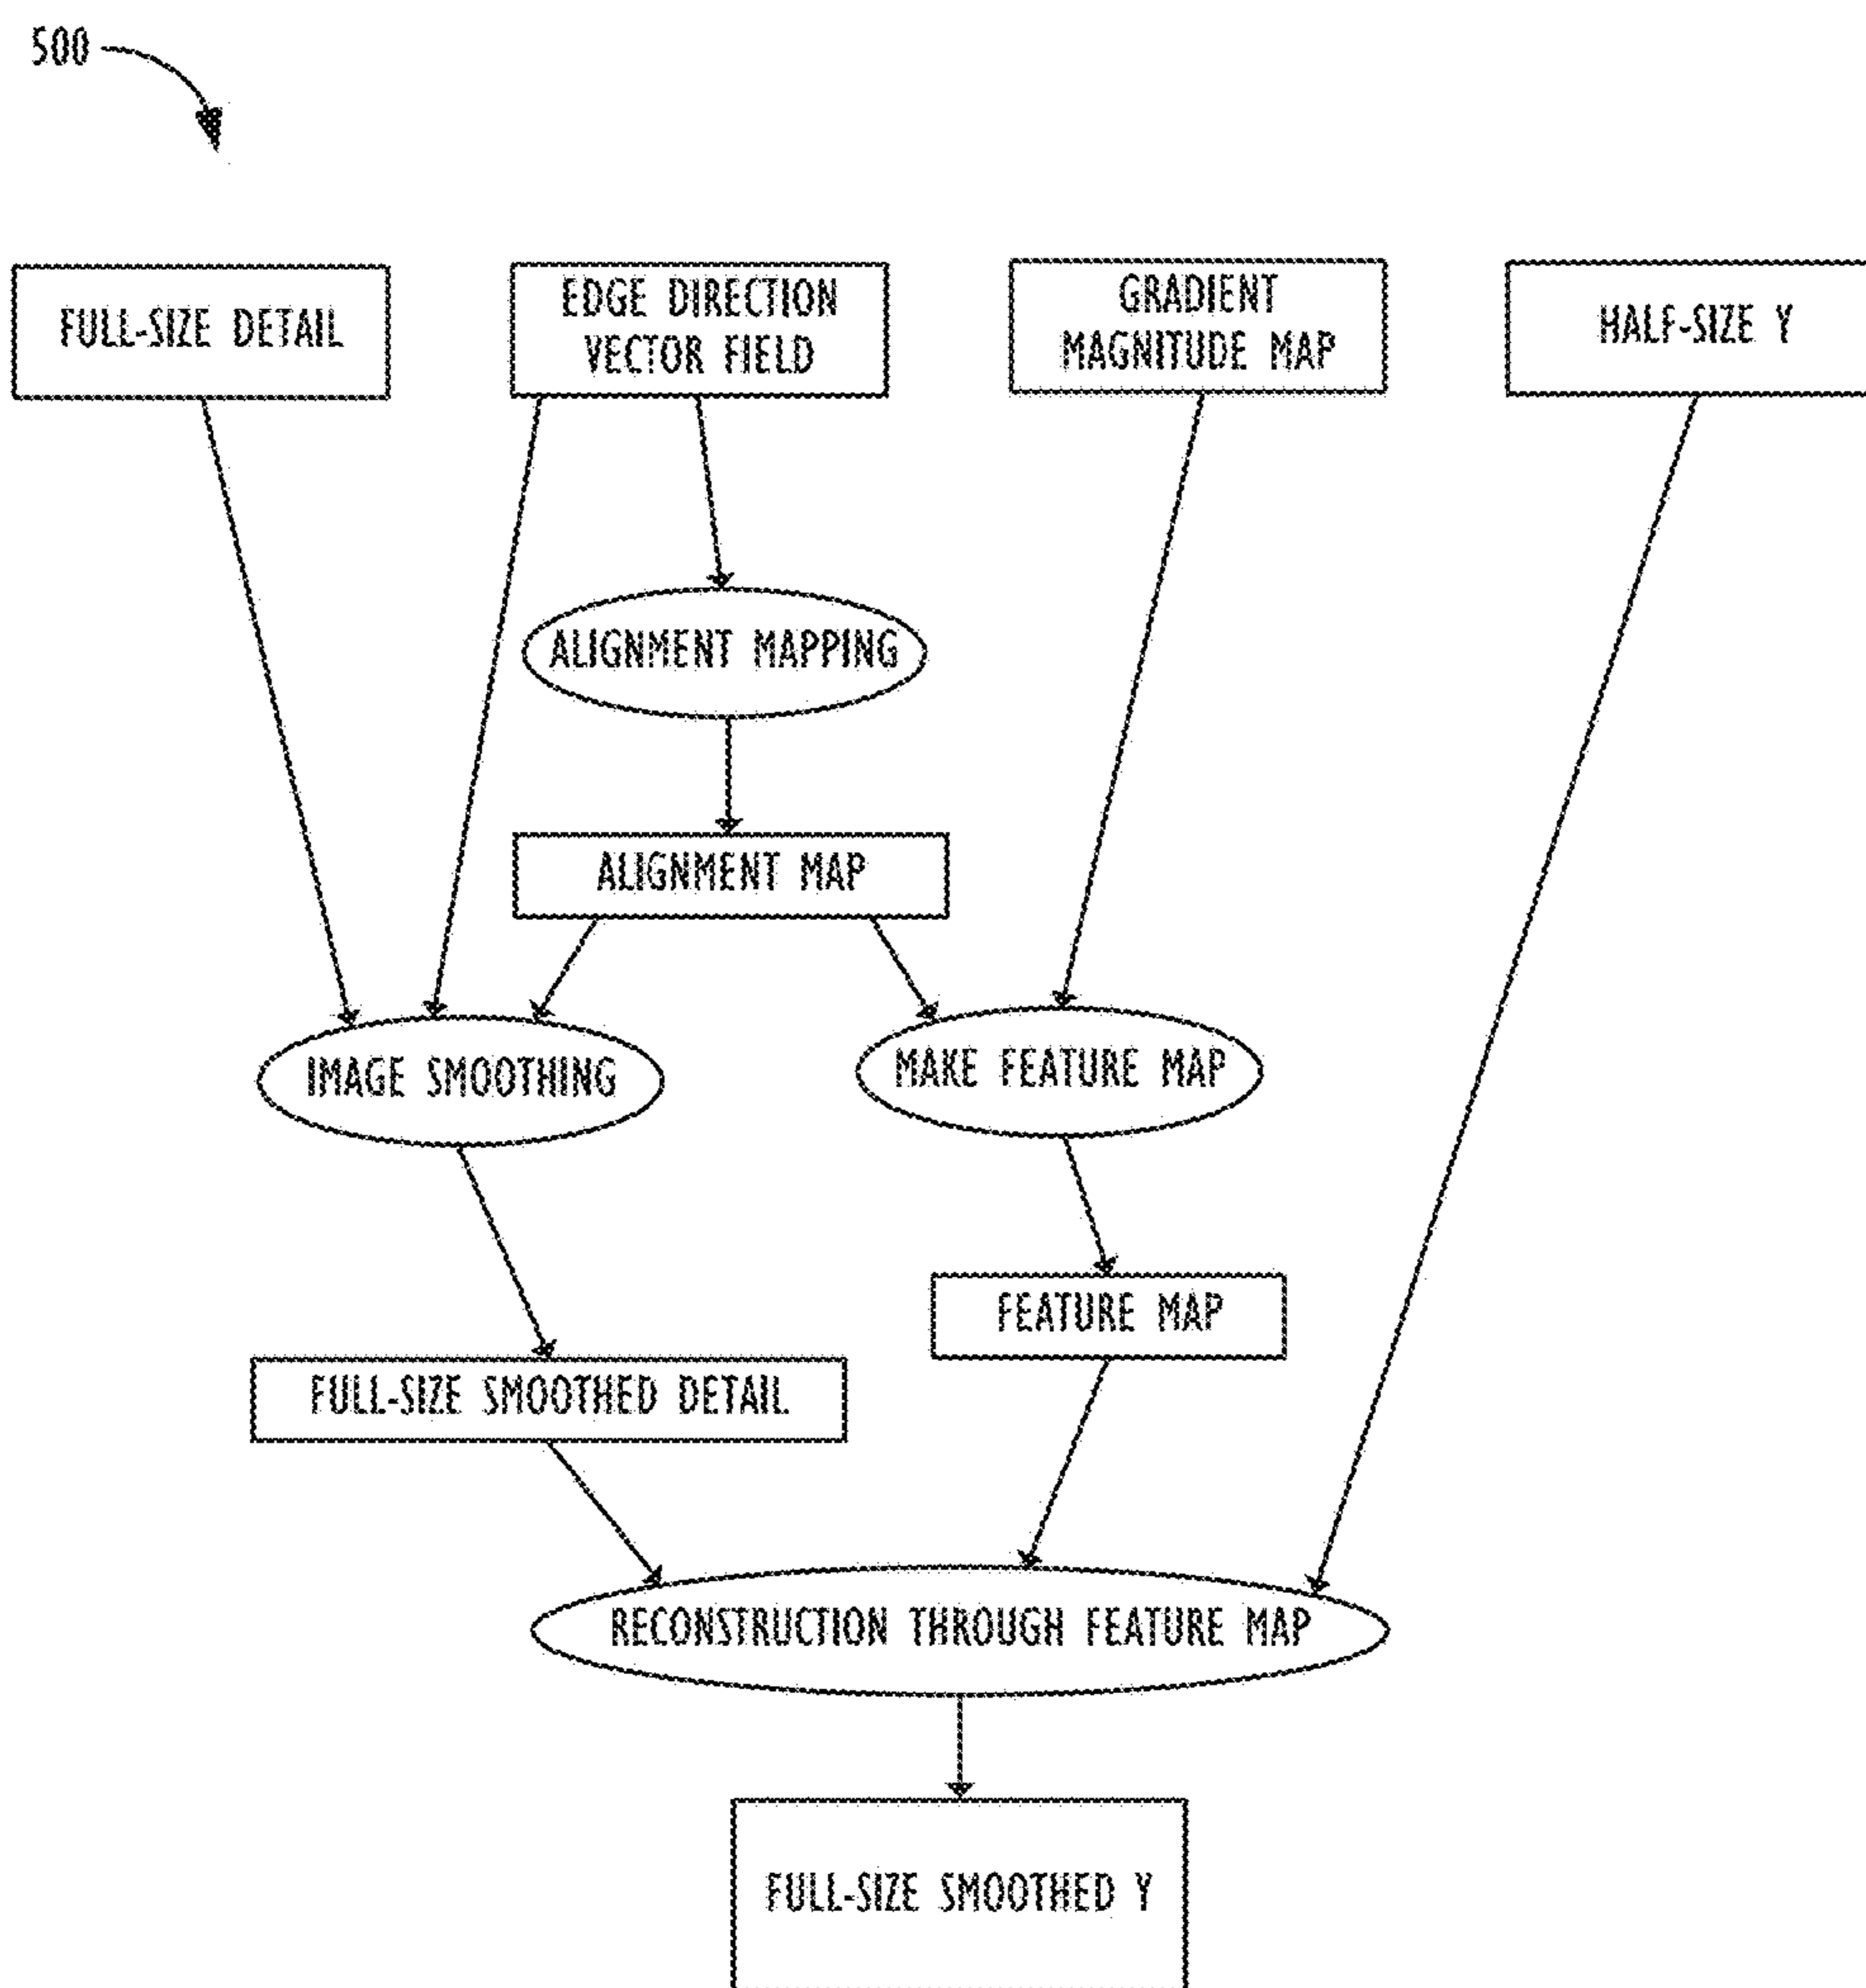 500
FULL-SIZE DETAIL
EDGE DIRECTION
VECTOR FIELD
GRADIENT
MAGNITUDE MAP
HALF-SIZE Y
ALIGNMENT MAPPING
ALIGNMENT MAP
IMAGE SMOOTHING
MAKE FEATURE MAP
FEATURE MAP
FULL-SIZE SMOOTHED DETAIL
RECONSTRUCTION THROUGH FEATURE MAP
FULL-SIZE SMOOTHED Y